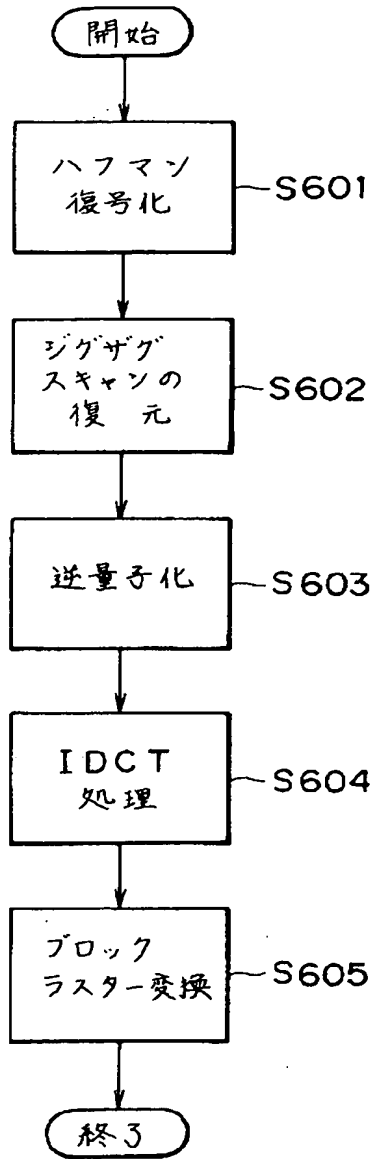 開始
ハフマン
復号化
S601
ジグザグ
スキャンの
復 元
S602
逆量子化
S603
IDCT
処理
S604
ブロック
ラスター変換
S605
終了